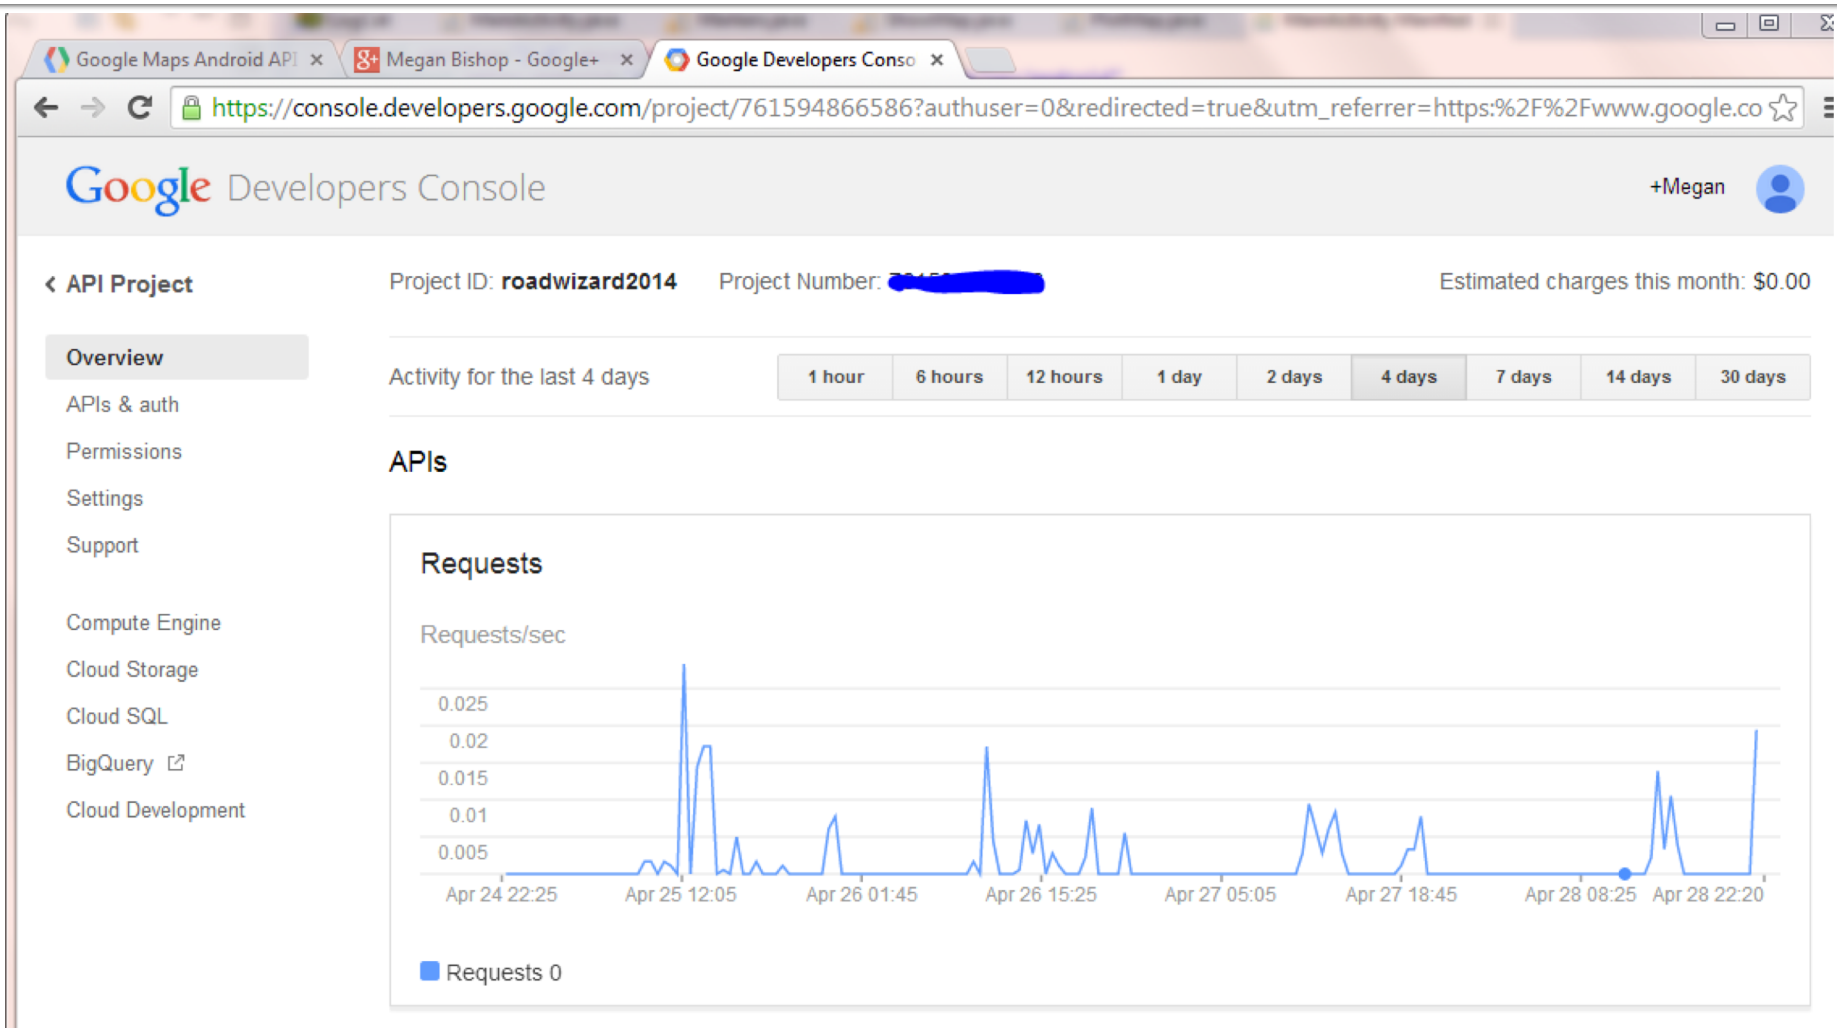 Google Maps Android API × Megan Bishop - Google+ × Google Developers Conso ×
https://console.developers.google.com/project/761594866586?authuser=0&redirected=true&utm_referrer=https:%2F%2Fwww.google.co
Google Developers Console +Megan
API Project Project ID: roadwizard2014 Project Number: Estimated charges this month: $0.00
Overview
Activity for the last 4 days 1 hour 6 hours 12 hours 1 day 2 days 4 days 7 days 14 days 30 days
APIs & auth
Permissions
APIs
Settings
Support
Requests
Compute Engine
Requests/sec
Cloud Storage
0.025
Cloud SQL
0.02
BigQuery
0.015
Cloud Development
0.01
0.005
Apr 24 22:25 Apr 25 12:05 Apr 26 01:45 Apr 26 15:25 Apr 27 05:05 Apr 27 18:45 Apr 28 08:25 Apr 28 22:20
Requests 0